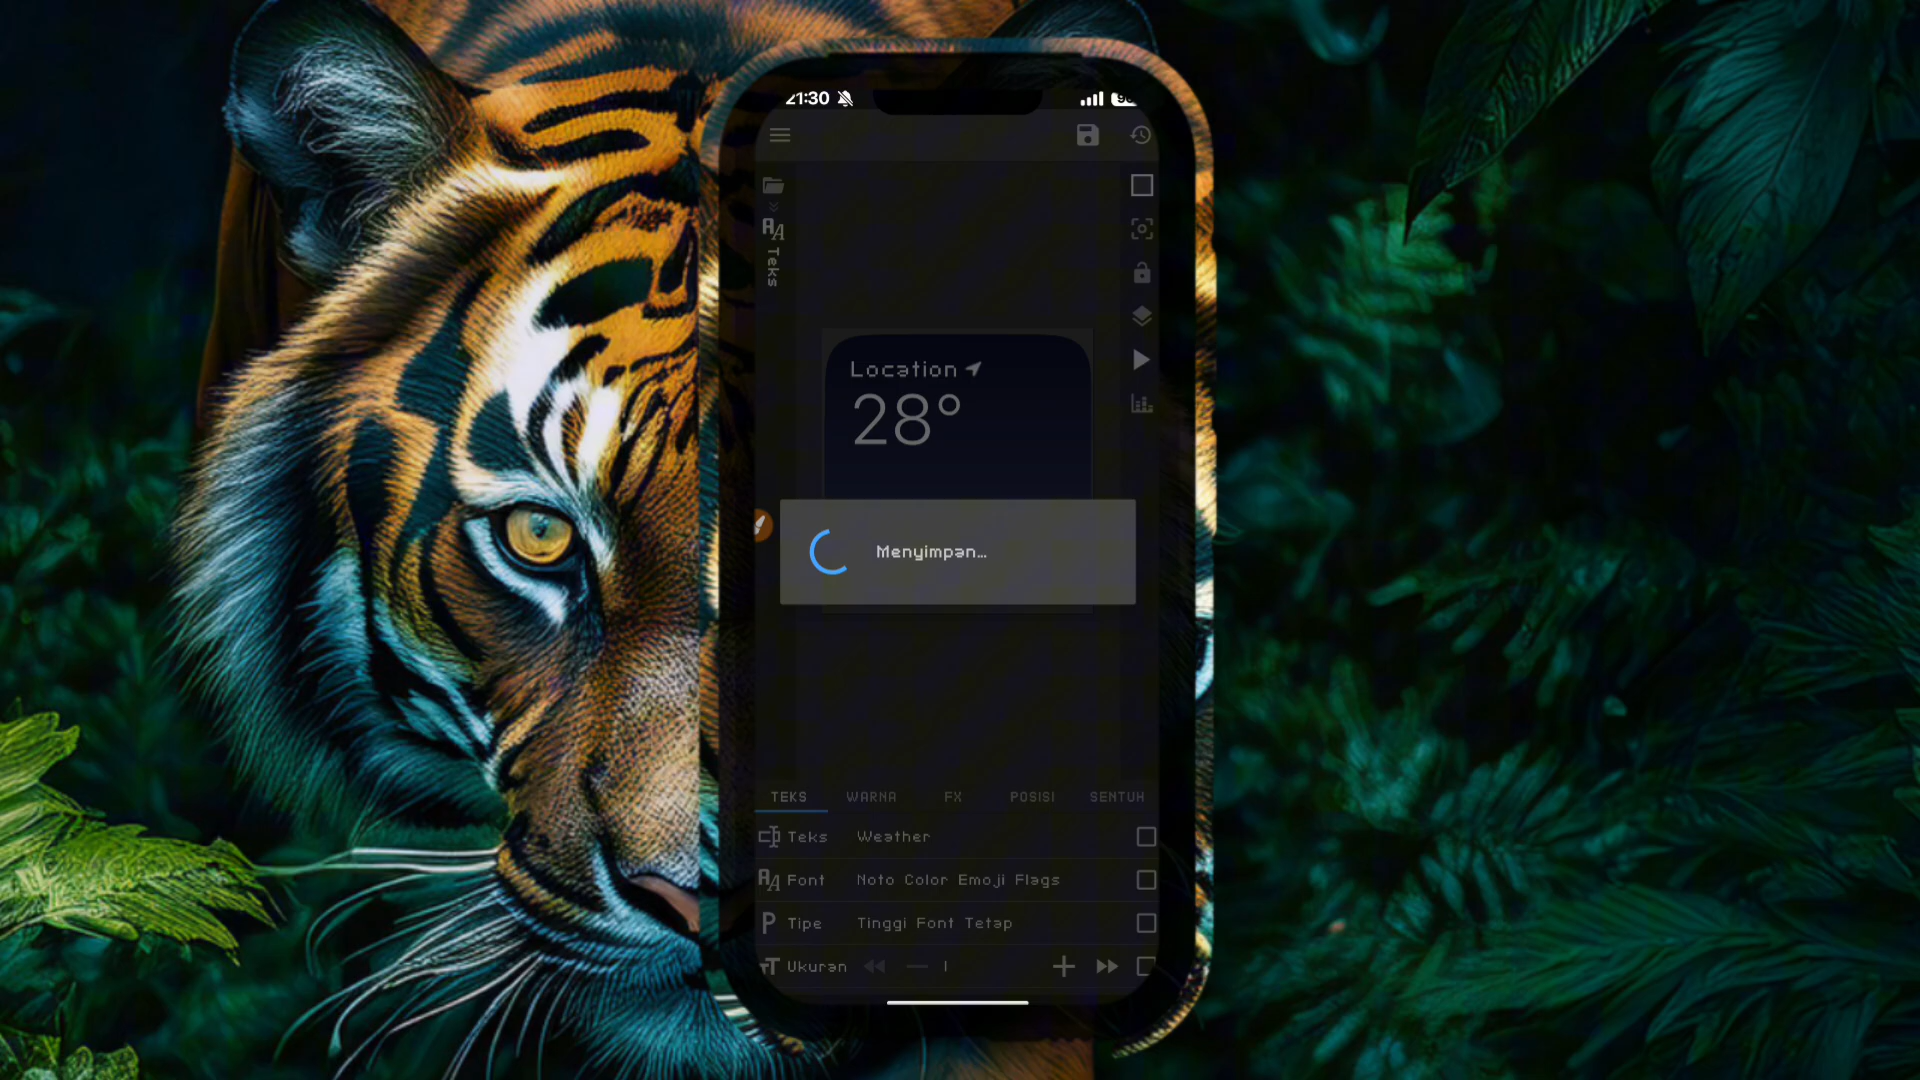 21:30
Teks
Location
28°
Menyimpan...
TEKS WARNA FX POSISI SENTUH
Teks Weather
Font Noto Color Emoji Flags
Tipe Tinggi Font Tetap
Ukuran 1